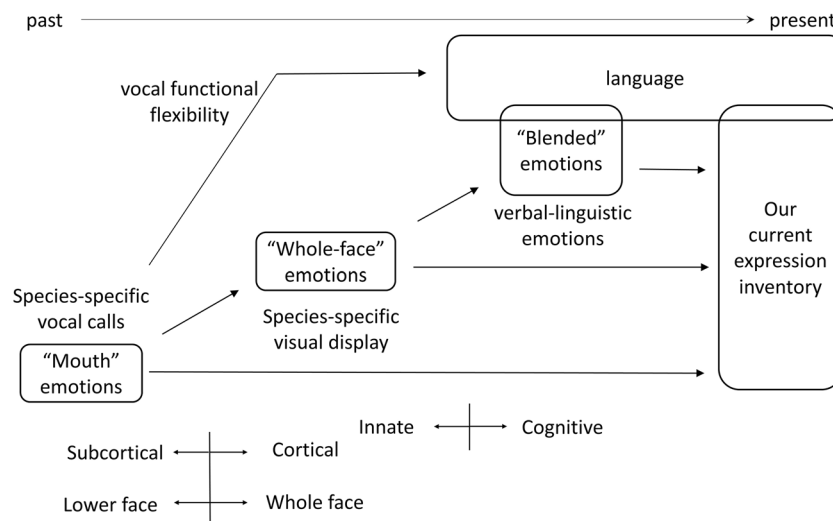 past
present
language
vocal functional
flexibility
“Blended”
emotions
verbal-linguistic
emotions
Our
current
expression
inventory
“Whole-face”
emotions
Species-specific
visual display
Species-specific
vocal calls
“Mouth”
emotions
Innate
Cognitive
Subcortical
Cortical
Lower face
Whole face